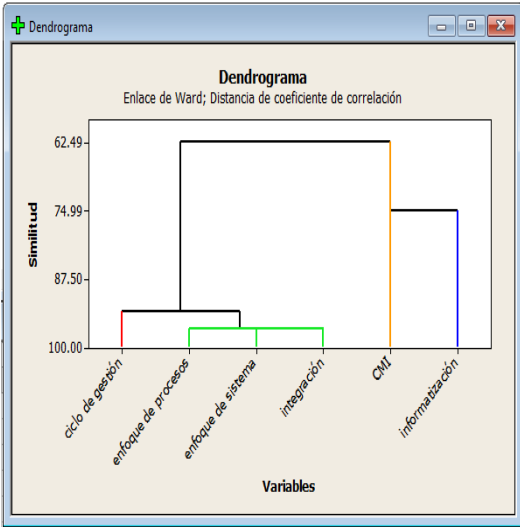 Dendrograma
Dendrograma
Enlace de Ward; Distancia de coeficiente de correlación
62.49
74.99
87.50
100.00
Similitud
ciclo de gestión
enfoque de procesos
enfoque de sistema
integración
CMI
informatización
Variables